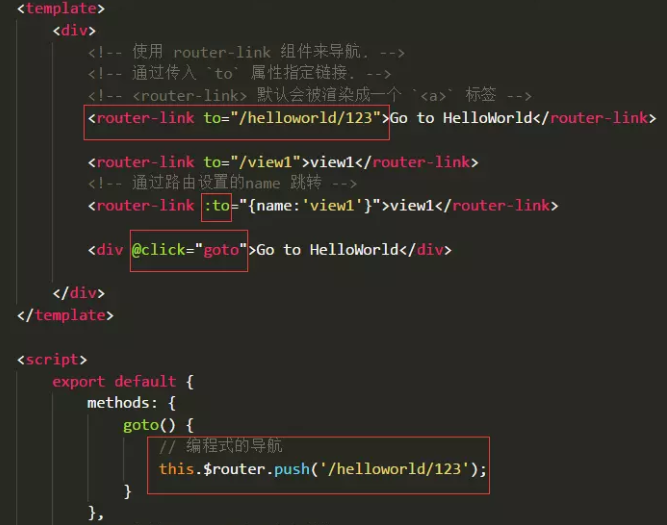 <template>
<div>
<!-- 使用 router-link 组件来导航. -->
<!-- 通过传入 `to` 属性指定链接. -->
<!-- <router-link> 默认会被渲染成一个 `<a>` 标签 -->
<router-link to="/helloworld/123">Go to HelloWorld</router-link>
<router-link to="/view1">view1</router-link>
<!-- 通过路由设置的name 跳转 -->
<router-link :to="{name:'view1'}">view1</router-link>
<div @click="goto">Go to HelloWorld</div>
</div>
</template>
<script>
export default {
methods: {
goto() {
// 编程式的导航
this.$router.push('/helloworld/123');
}
},